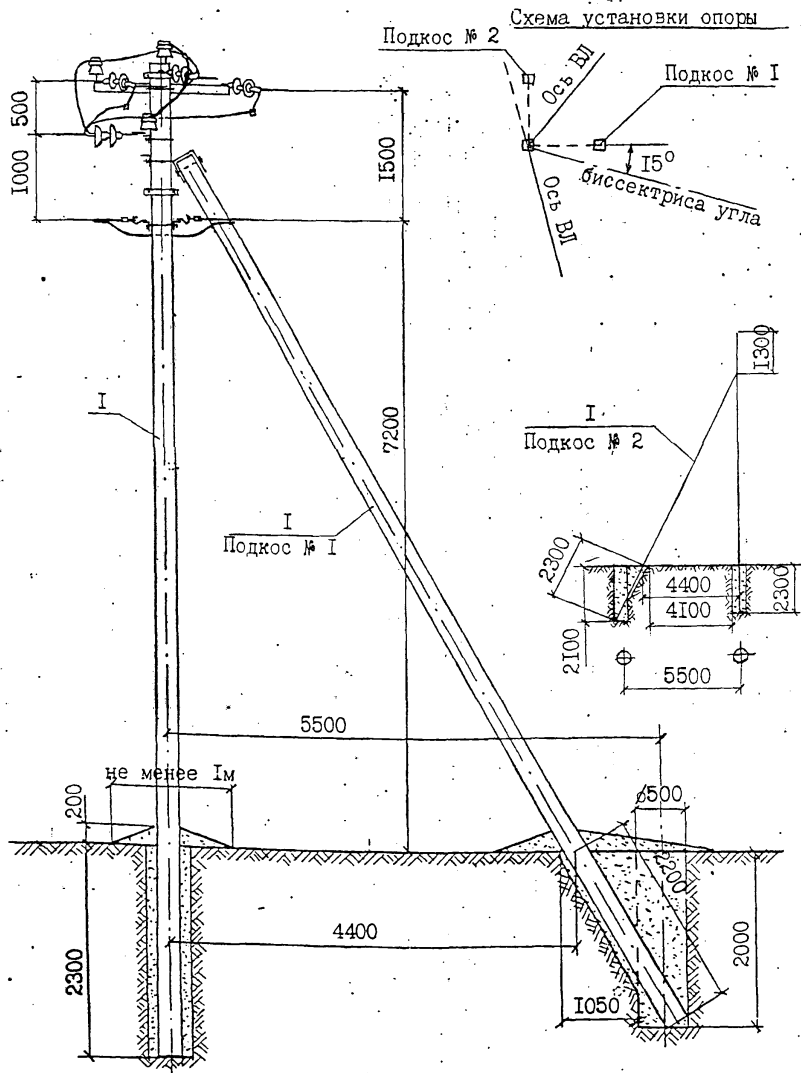 Схема установки опоры
Подкос № 2
Ось ВЛ
Подкос № I
I5°
биссектриса угла
Ось ВЛ
500
I000
I500
I300
I
7200
I
Подкос № 2
I
Подкос № I
2300
4400
4I00
2300
2I00
5500
5500
не менее Iм
200
ø500
2200
4400
2300
I050
2000